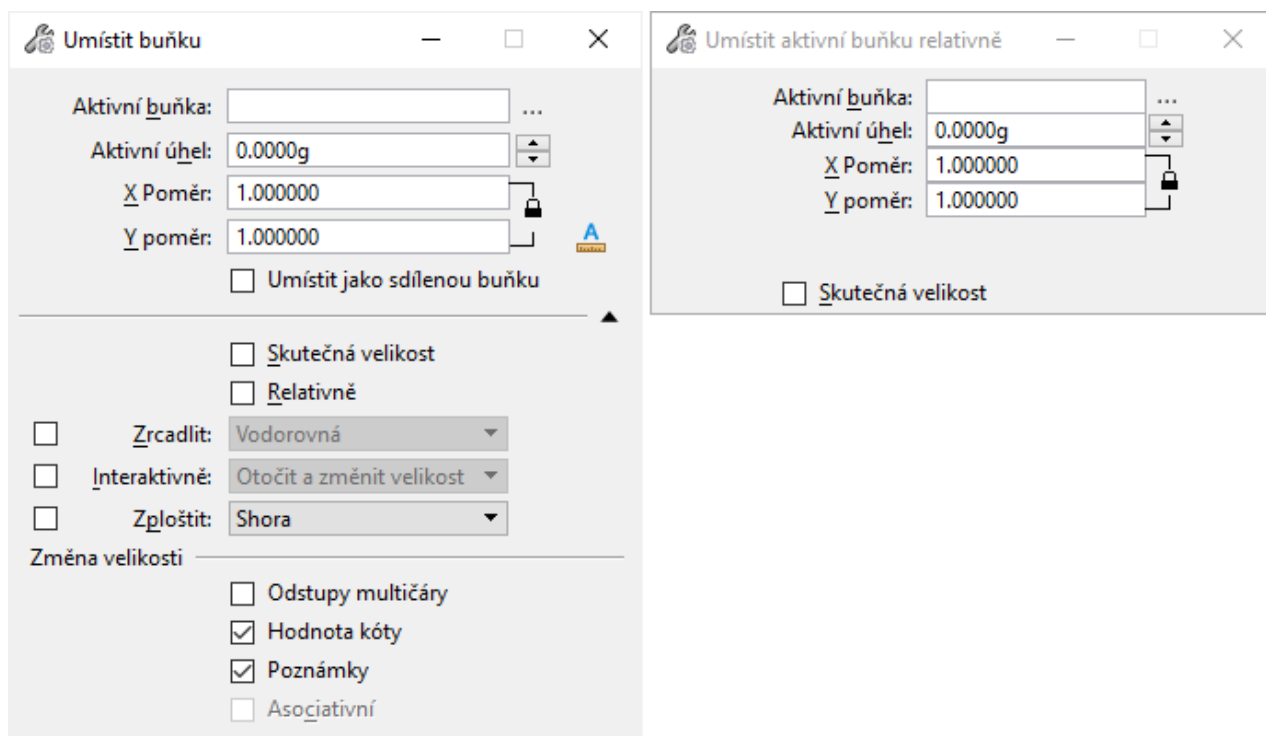 Umístit buňku
Aktivní buňka:
...
Aktivní úhel: 0.0000g
X Poměr: 1.000000
Y poměr: 1.000000
A
Umístit jako sdílenou buňku
Skutečná velikost
Relativně
Zrcadlit: Vodorovná
Interaktivně: Otočit a změnit velikost
Zploštit: Shora
Změna velikosti
Odstupy multičáry
Hodnota kóty
Poznámky
Asociativní
Umístit aktivní buňku relativně
Aktivní buňka:
...
Aktivní úhel: 0.0000g
X Poměr: 1.000000
Y poměr: 1.000000
Skutečná velikost